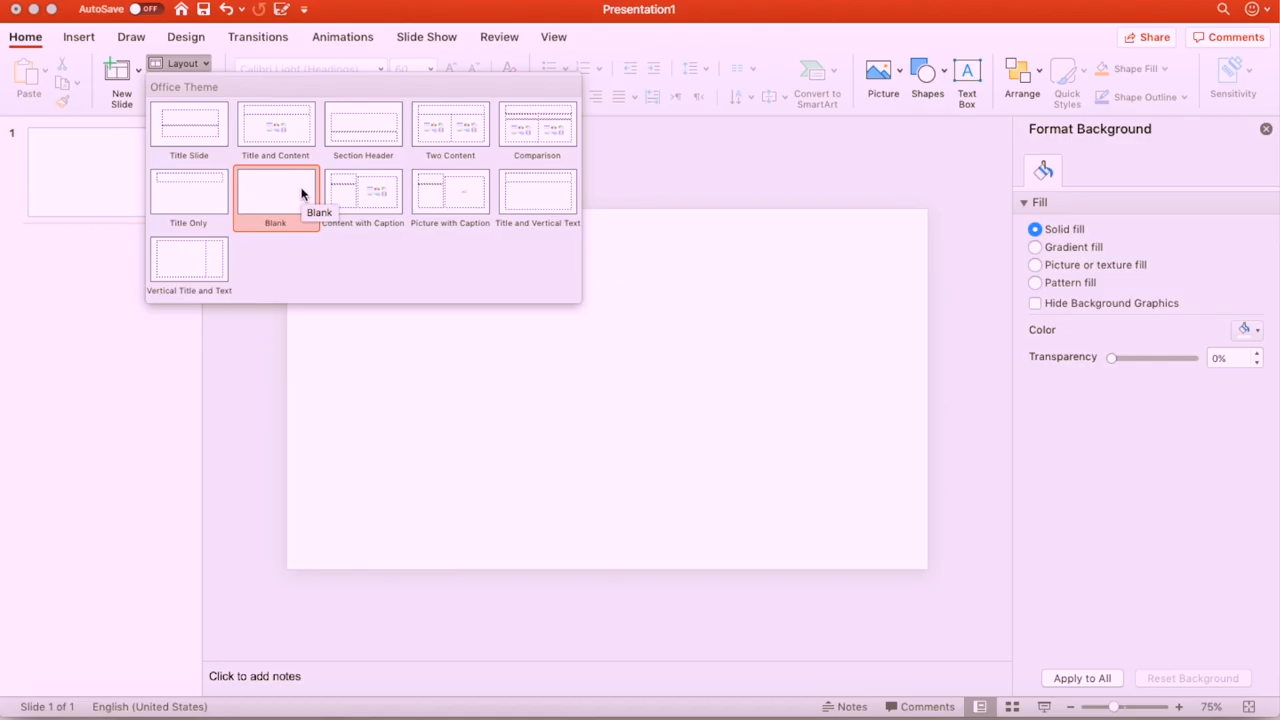 AutoSave OFF Presentation1
Home Insert Draw Design Transitions Animations Slide Show Review View Share Comments
Layout Calibri Light (Headings) 60
Paste New Slide Convert to SmartArt Picture Shapes Text Box Arrange Quick Styles Shape Fill Shape Outline Sensitivity
Office Theme
Title Slide Title and Content Section Header Two Content Comparison
Title Only Blank Content with Caption Picture with Caption Title and Vertical Text
Blank
Vertical Title and Text
1
Format Background
Fill
Solid fill
Gradient fill
Picture or texture fill
Pattern fill
Hide Background Graphics
Color
Transparency 0%
Click to add notes
Apply to All Reset Background
Slide 1 of 1 English (United States) Notes Comments 75%